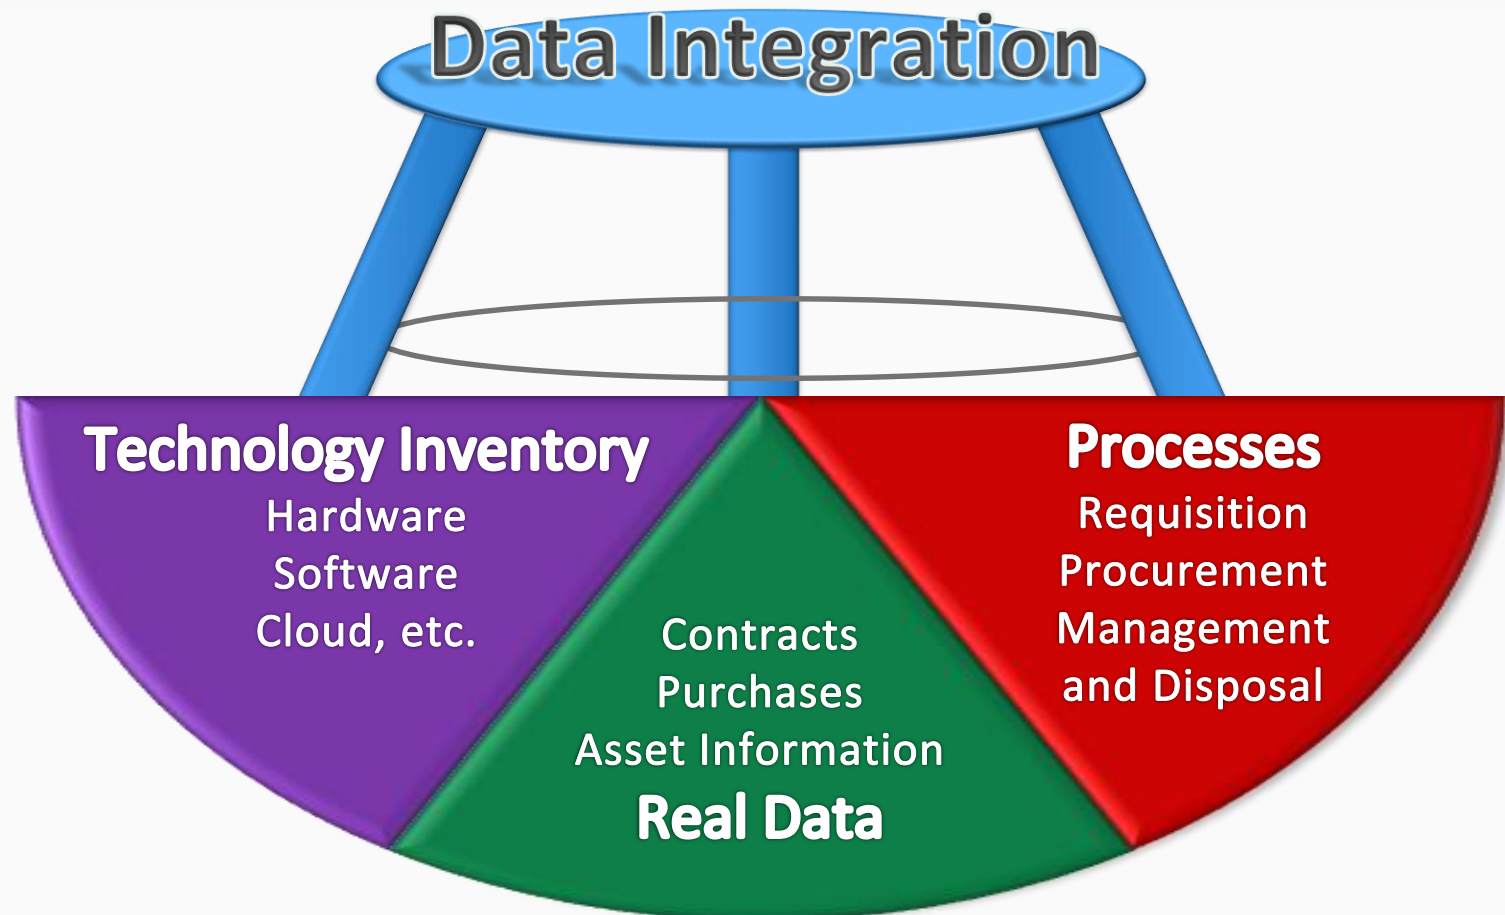 Data Integration
Technology Inventory
Hardware
Software
Cloud, etc.
Contracts
Purchases
Asset Information
Real Data
Processes
Requisition
Procurement
Management
and Disposal